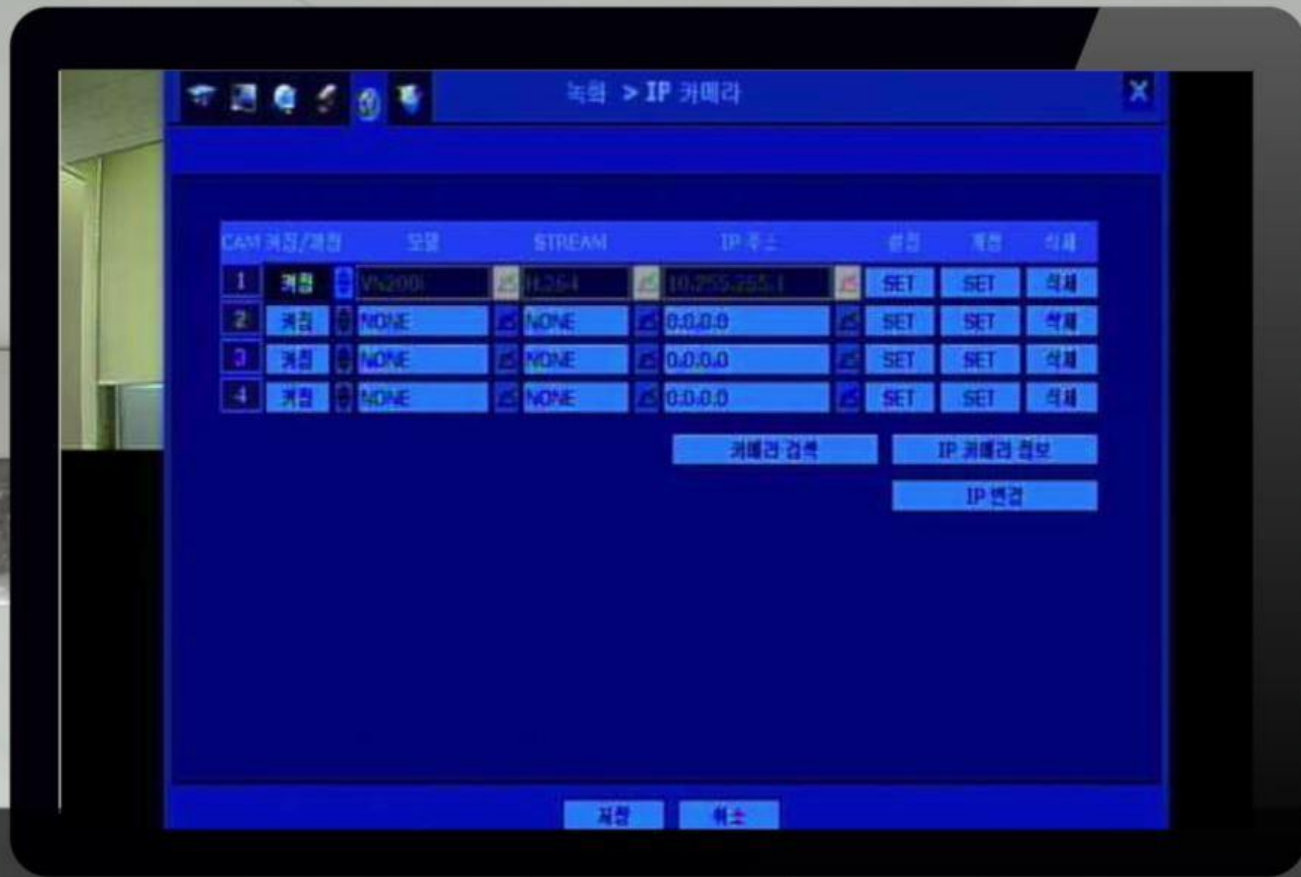 녹화 > IP 카메라
X
CAM 켜짐/꺼짐 모델 STREAM IP 주소 설정 계정 삭제
1 켜짐 VN200i H.264 10.255.255.1 SET SET 삭제
2 켜짐 NONE NONE 0.0.0.0 SET SET 삭제
3 켜짐 NONE NONE 0.0.0.0 SET SET 삭제
4 켜짐 NONE NONE 0.0.0.0 SET SET 삭제
카메라 검색 IP 카메라 정보
IP 변경
저장 취소